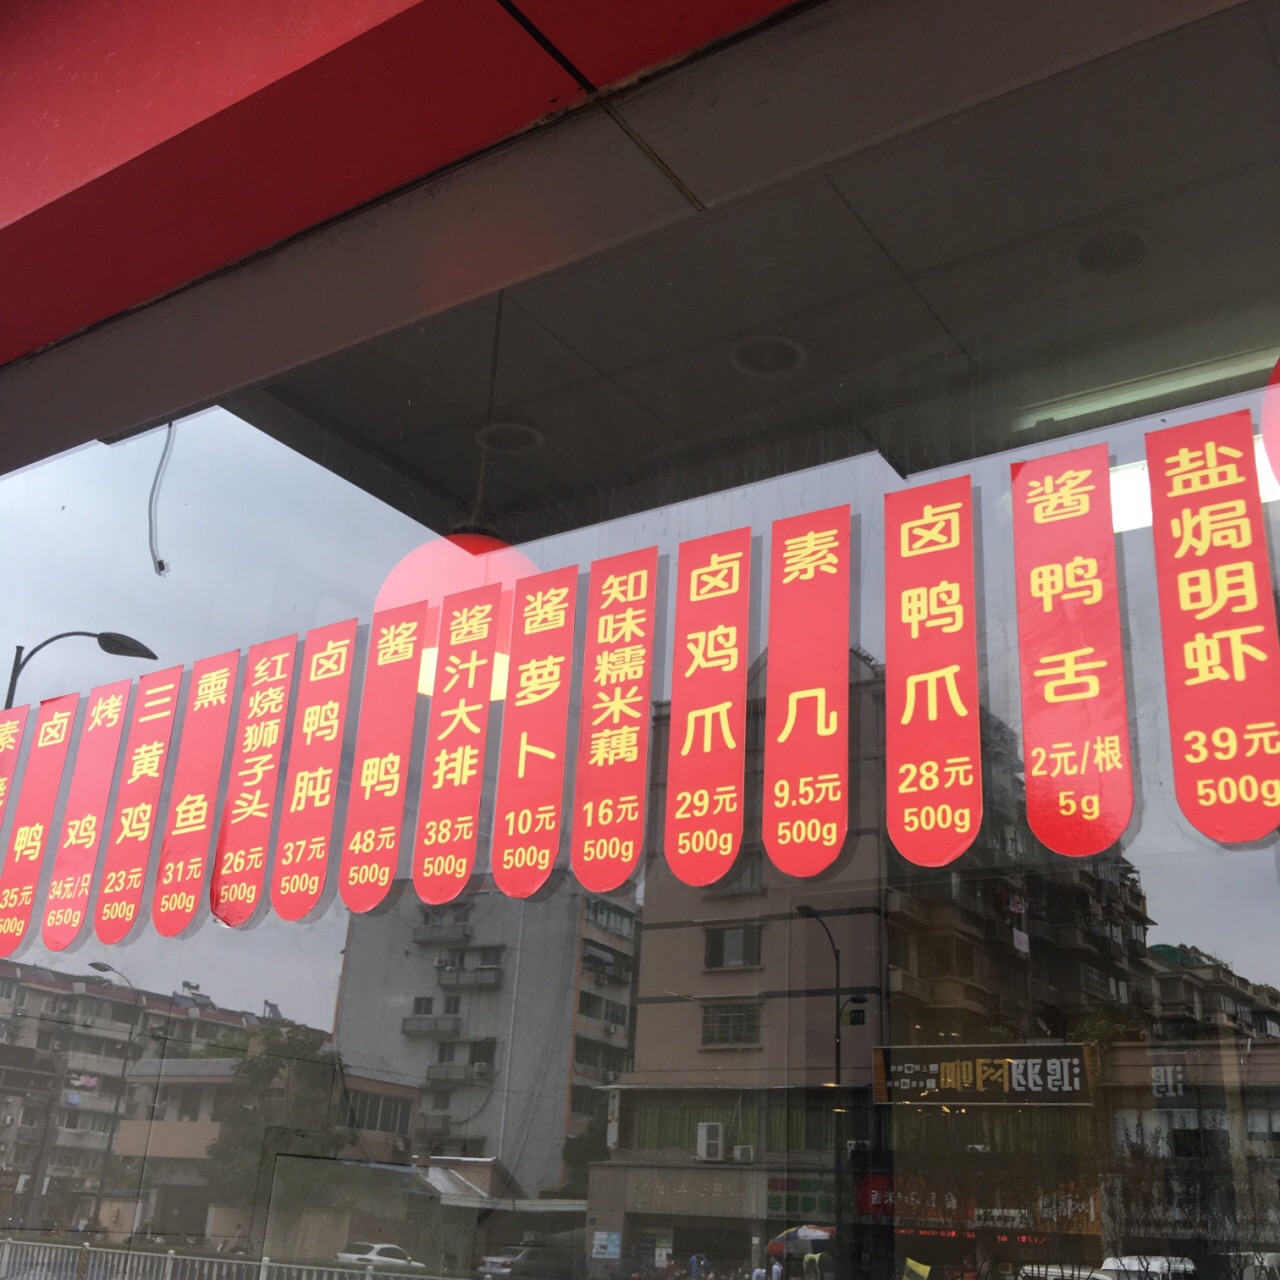 素烧
卤鸭
35元
500g
烤鸡
34元/只
650g
三黄鸡
23元
500g
熏鱼
31元
500g
红烧狮子头
26元
500g
卤鸭肫
37元
500g
酱鸭
48元
500g
酱汁大排
38元
500g
酱萝卜
10元
500g
知味糯米藕
16元
500g
卤鸡爪
29元
500g
素几
9.5元
500g
卤鸭爪
28元
500g
酱鸭舌
2元/根
5g
盐焗明虾
39元
500g